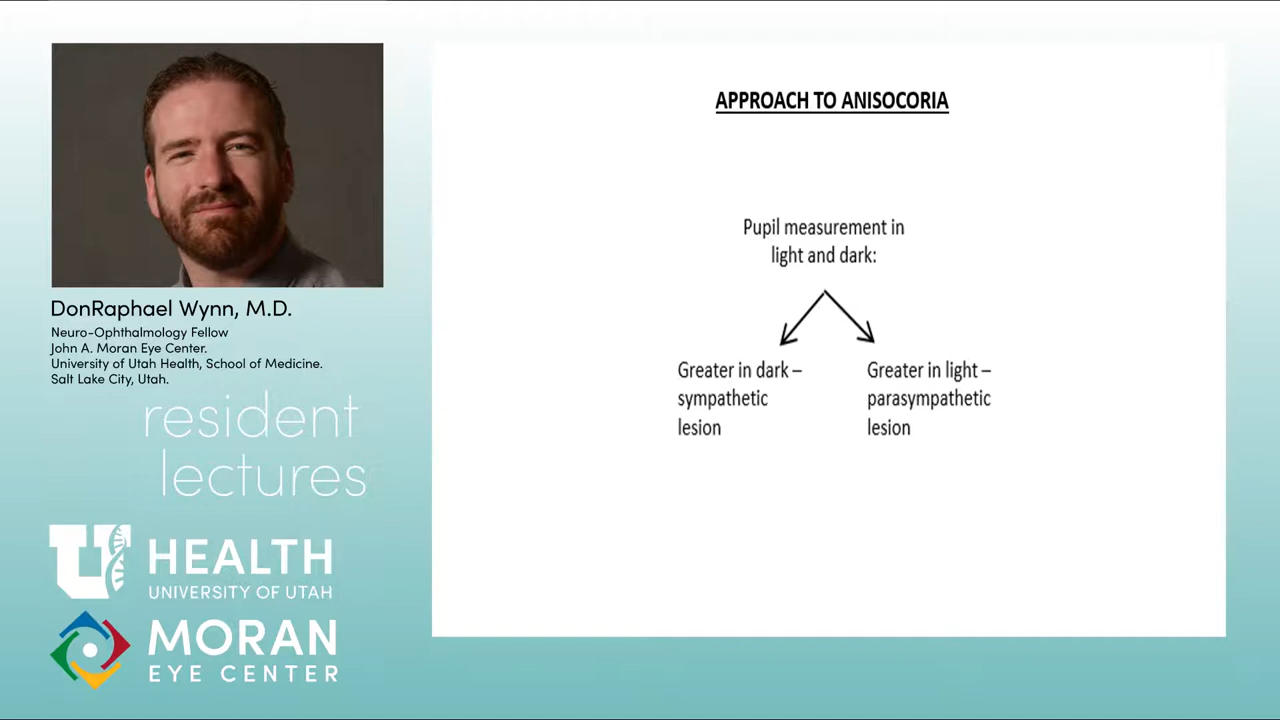 DonRaphael Wynn, M.D.
Neuro-Ophthalmology Fellow
John A. Moran Eye Center.
University of Utah Health, School of Medicine.
Salt Lake City, Utah.
resident
lectures
U HEALTH
UNIVERSITY OF UTAH
MORAN
EYE CENTER
APPROACH TO ANISOCORIA
Pupil measurement in
light and dark:
Greater in dark –
sympathetic
lesion
Greater in light –
parasympathetic
lesion